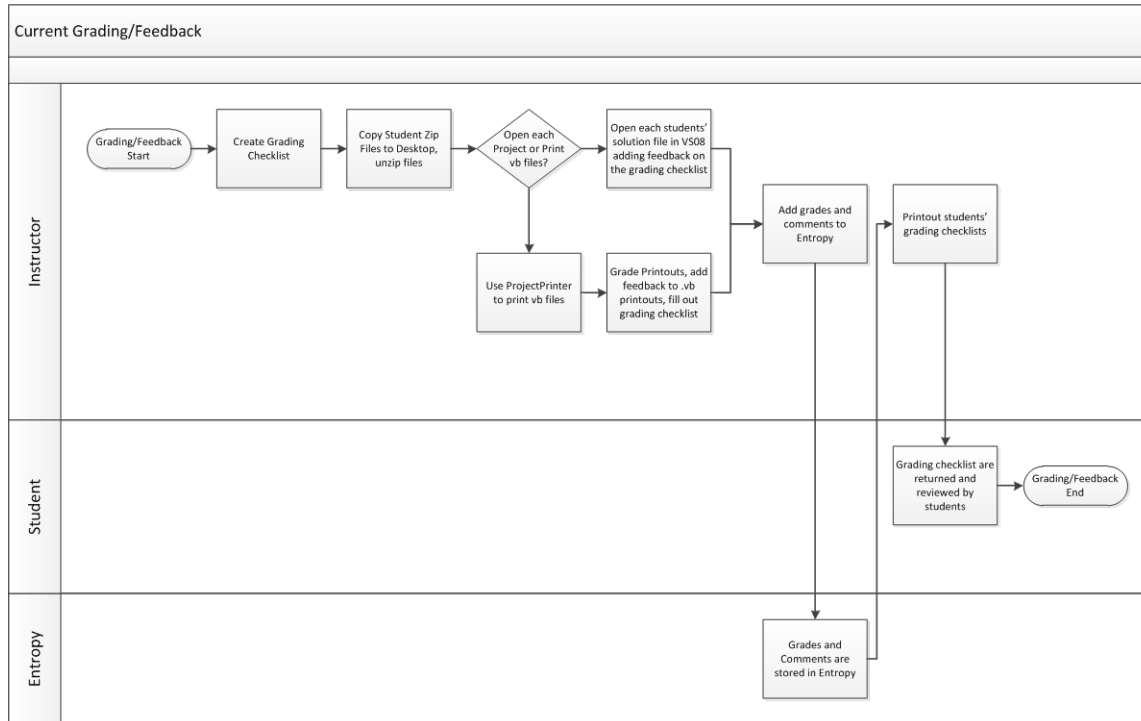 Current Grading/Feedback
Instructor
Grading/Feedback
Start
Create Grading
Checklist
Copy Student Zip
Files to Desktop,
unzip files
Open each
Project or Print
vb files?
Open each students'
solution file in VS08
adding feedback on
the grading checklist
Use ProjectPrinter
to print vb files
Grade Printouts, add
feedback to .vb
printouts, fill out
grading checklist
Add grades and
comments to
Entropy
Printout students'
grading checklists
Student
Grading checklist are
returned and
reviewed by
students
Grading/Feedback
End
Entropy
Grades and
Comments are
stored in Entropy